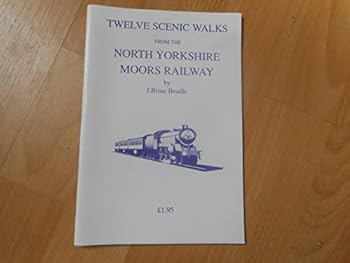 TWELVE SCENIC WALKS
FROM THE
NORTH YORKSHIRE
MOORS RAILWAY
by
J.Brian Beadle
£1.95